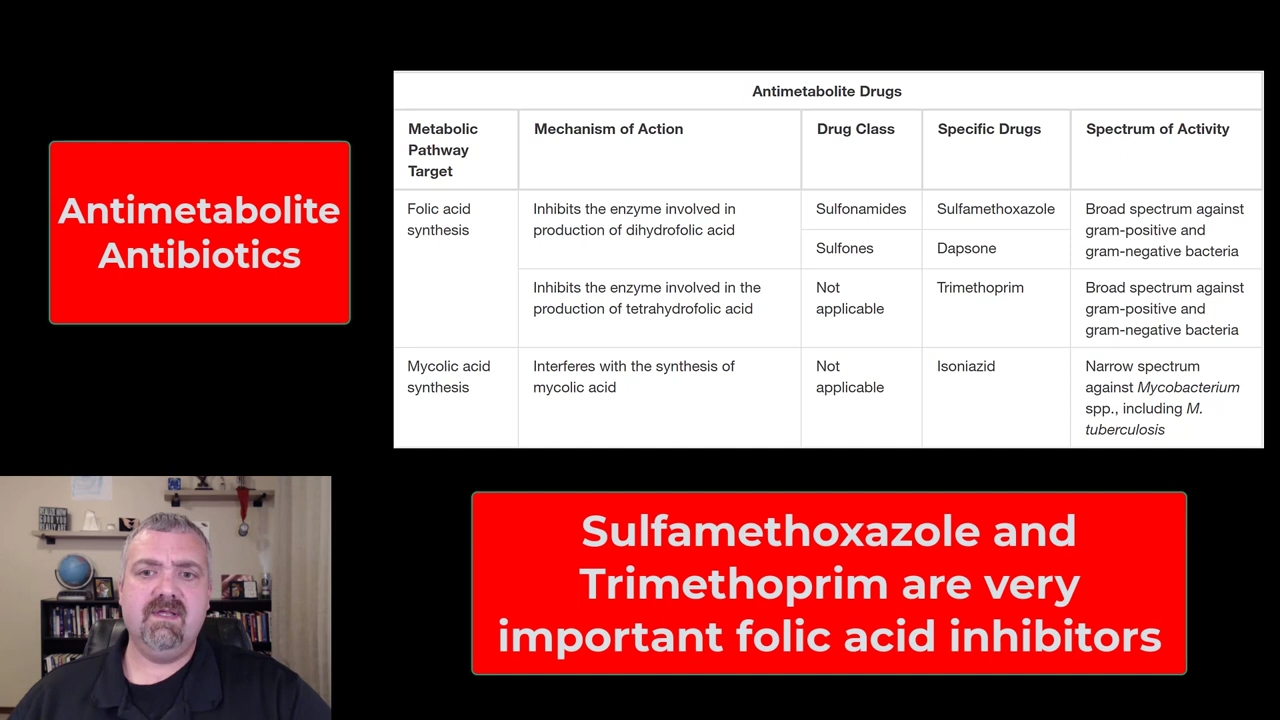 Antimetabolite
Antibiotics
Antimetabolite Drugs
Metabolic
Pathway
Target
Mechanism of Action
Drug Class
Specific Drugs
Spectrum of Activity
Folic acid
synthesis
Inhibits the enzyme involved in
production of dihydrofolic acid
Sulfonamides
Sulfamethoxazole
Broad spectrum against
gram-positive and
gram-negative bacteria
Sulfones
Dapsone
Inhibits the enzyme involved in the
production of tetrahydrofolic acid
Not
applicable
Trimethoprim
Broad spectrum against
gram-positive and
gram-negative bacteria
Mycolic acid
synthesis
Interferes with the synthesis of
mycolic acid
Not
applicable
Isoniazid
Narrow spectrum
against Mycobacterium
spp., including M.
tuberculosis
Sulfamethoxazole and
Trimethoprim are very
important folic acid inhibitors